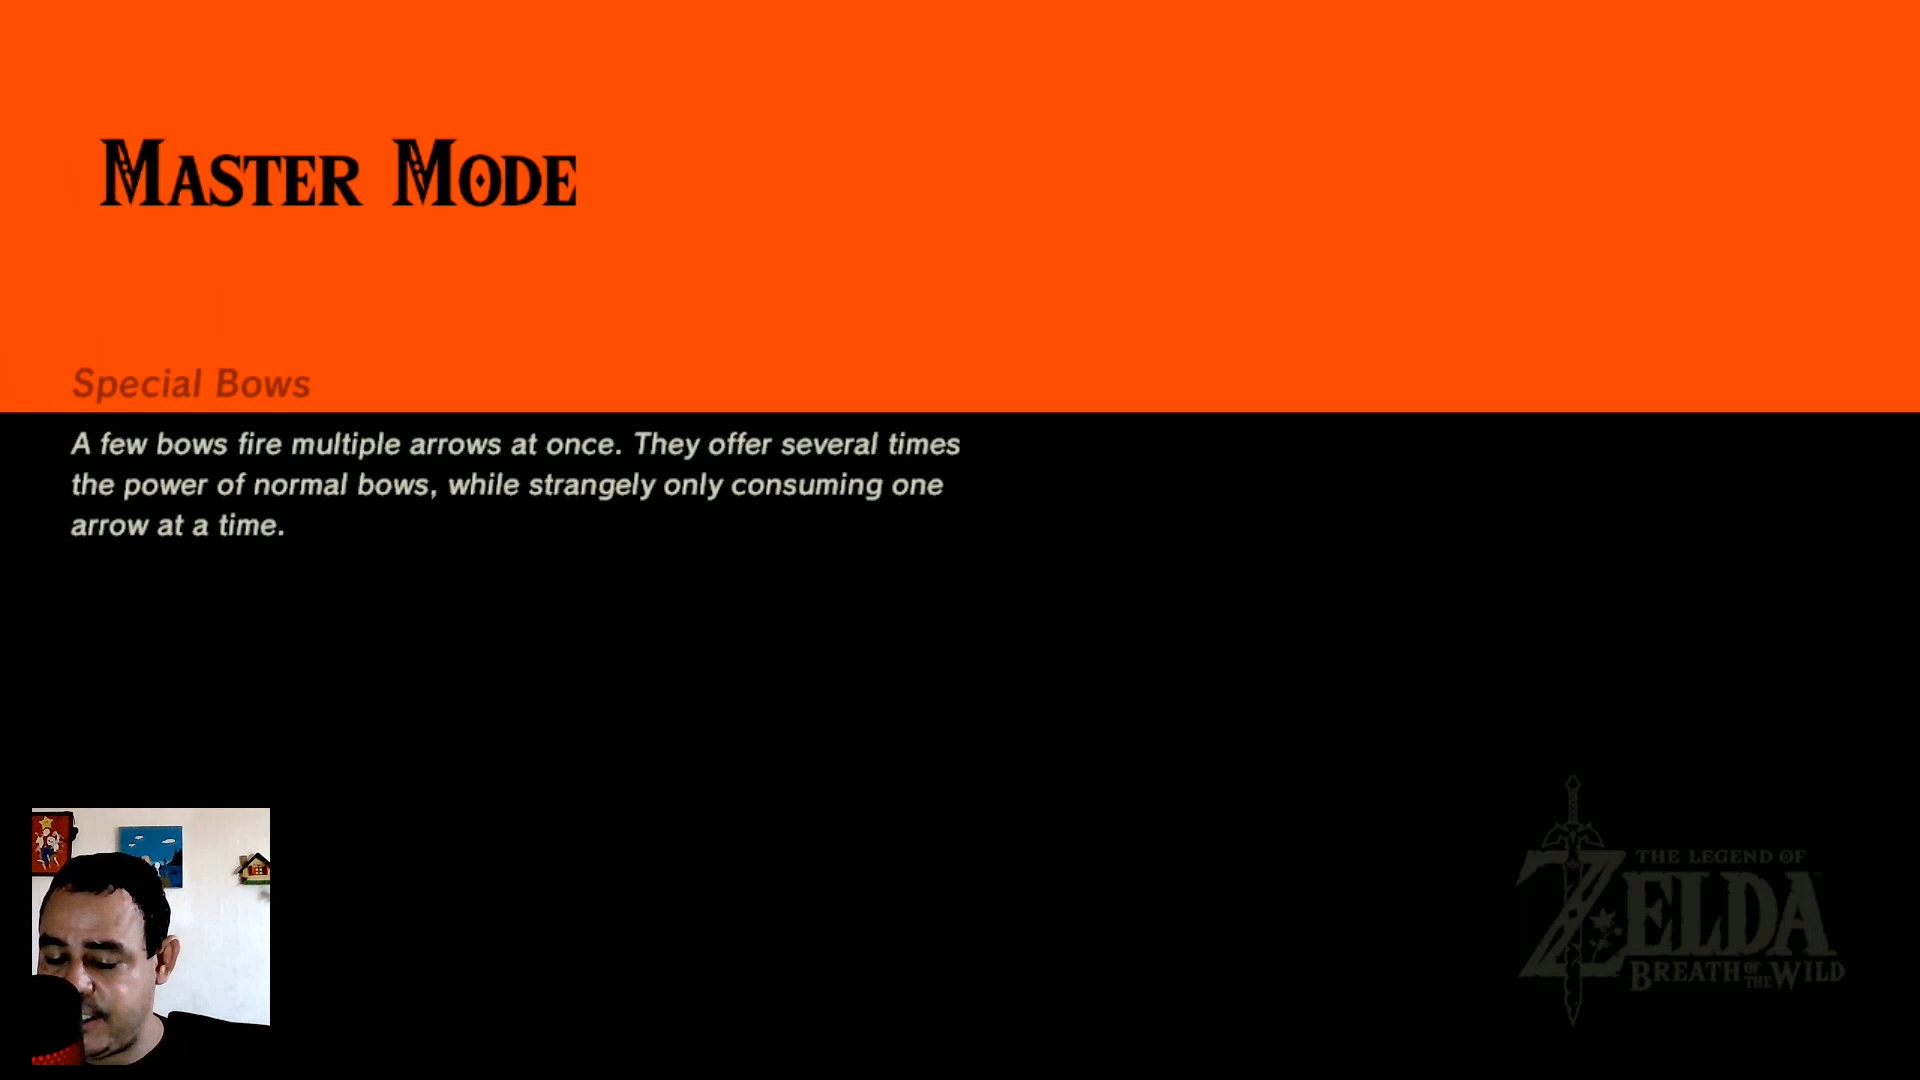 Master Mode
Special Bows
A few bows fire multiple arrows at once. They offer several times
the power of normal bows, while strangely only consuming one
arrow at a time.
THE LEGEND OF
ZELDA
BREATH OF THE WILD